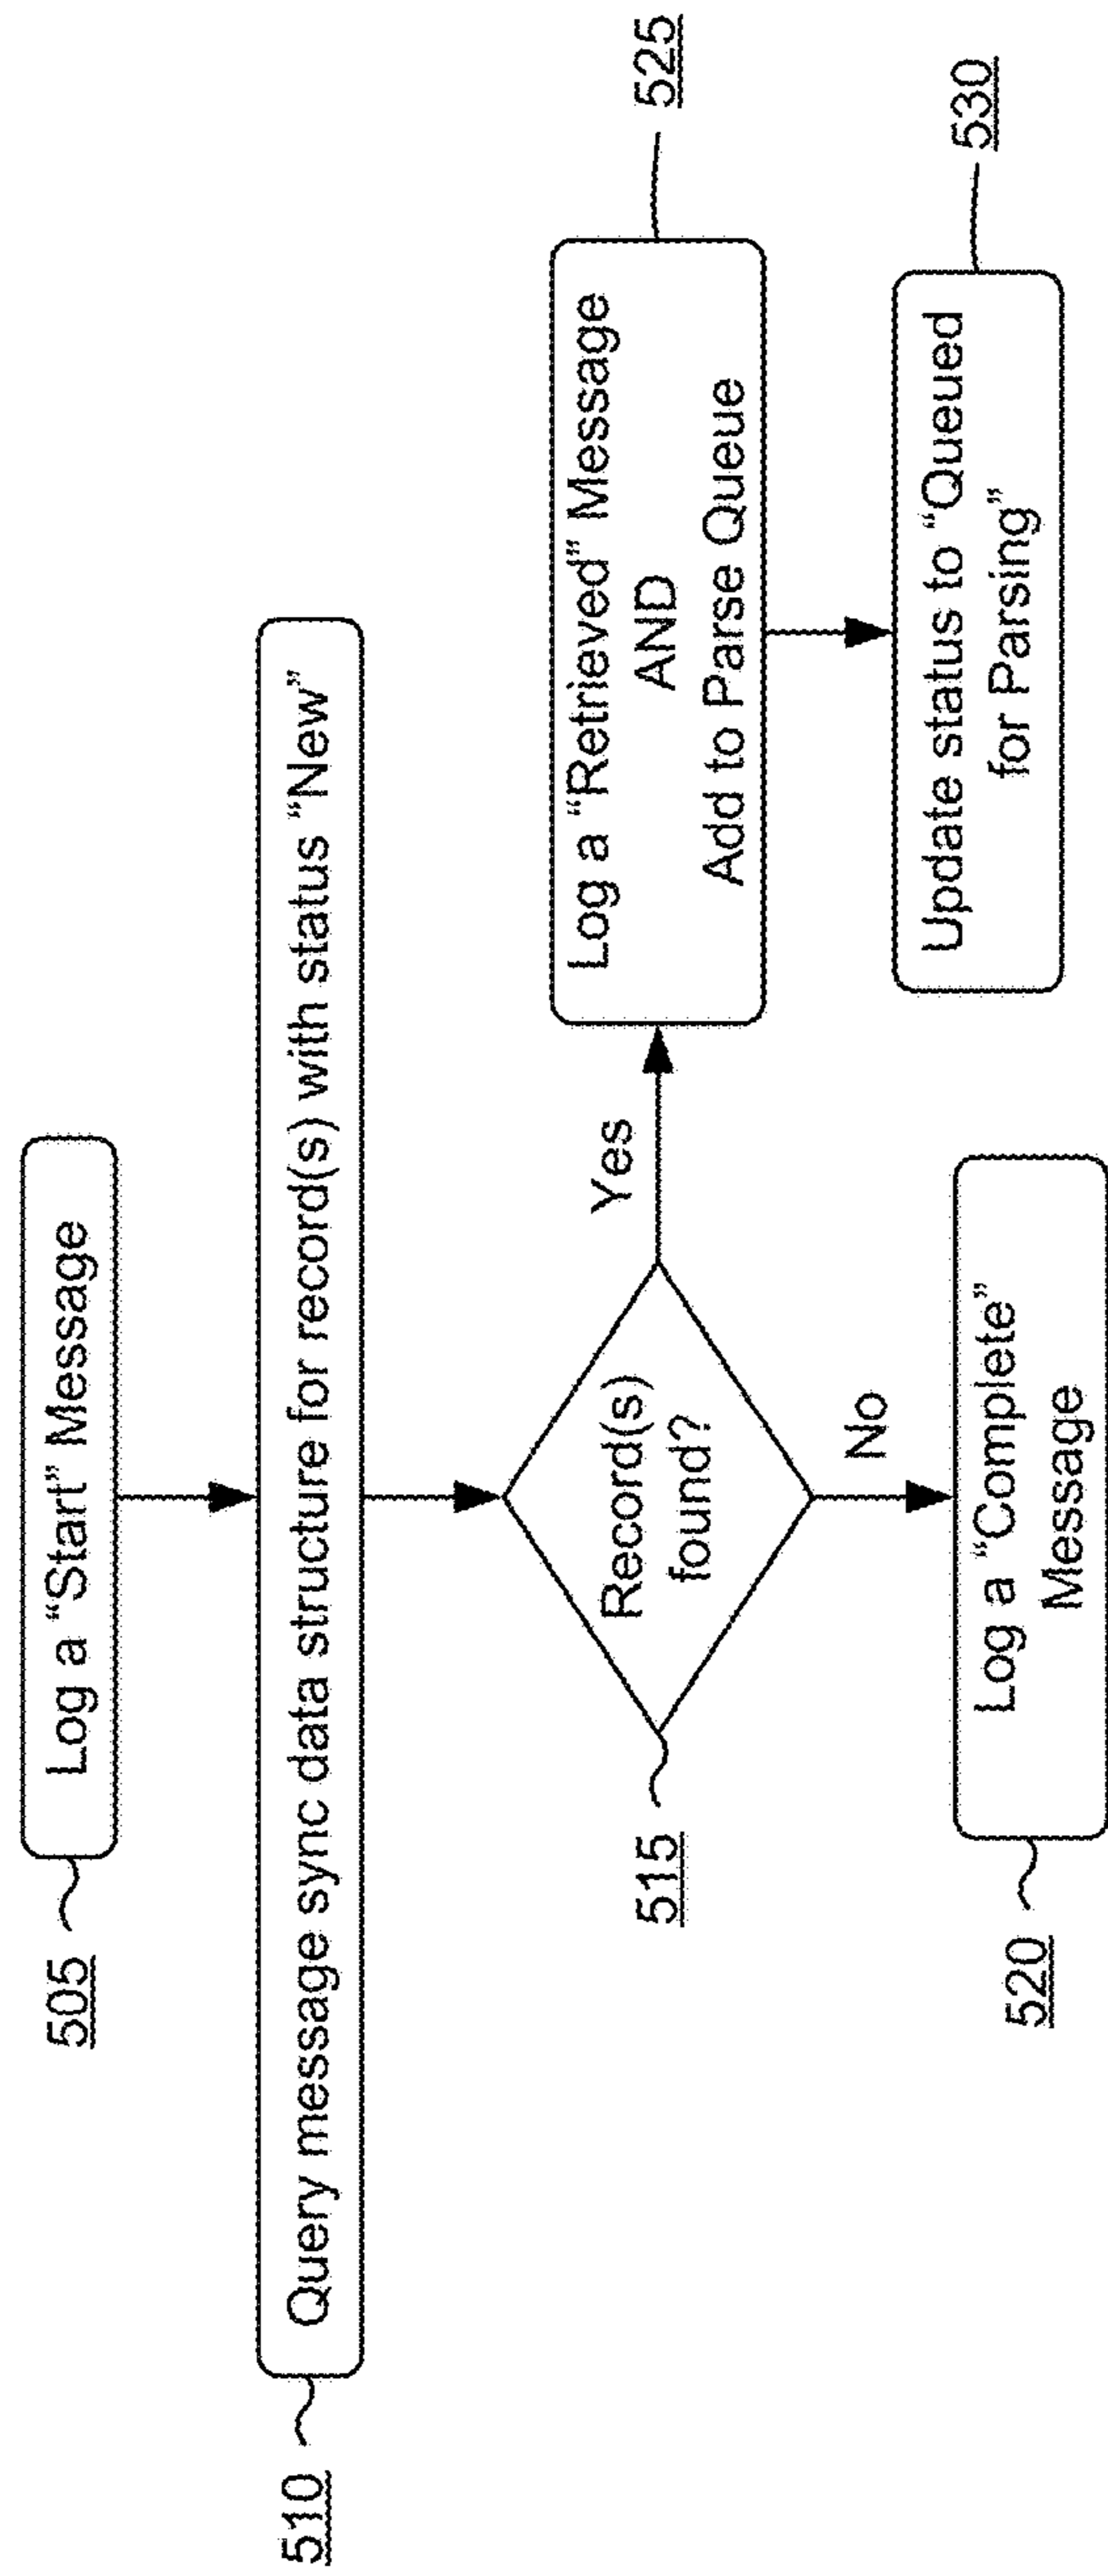 505
Log a “Start” Message
510
Query message sync data structure for record(s) with status “New”
515
Record(s)
found?
Yes
No
520
Log a “Complete”
Message
525
Log a “Retrieved” Message
AND
Add to Parse Queue
530
Update status to “Queued
for Parsing”